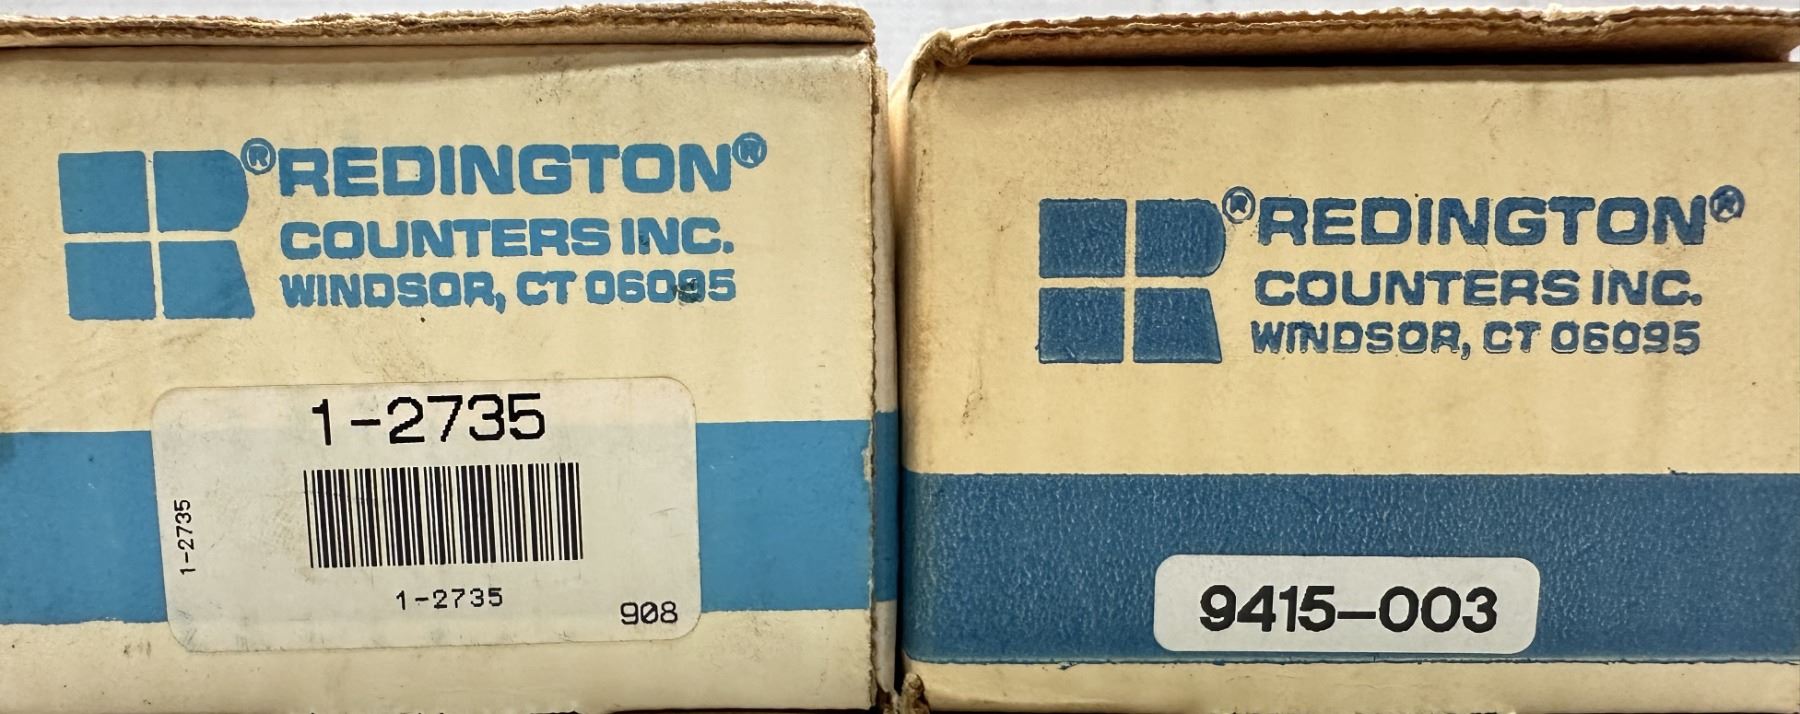 ®REDINGTON®
COUNTERS INC.
WINDSOR, CT 06095
1-2735
1-2735
1-2735
908
®REDINGTON®
COUNTERS INC.
WINDSOR, CT 06095
9415-003